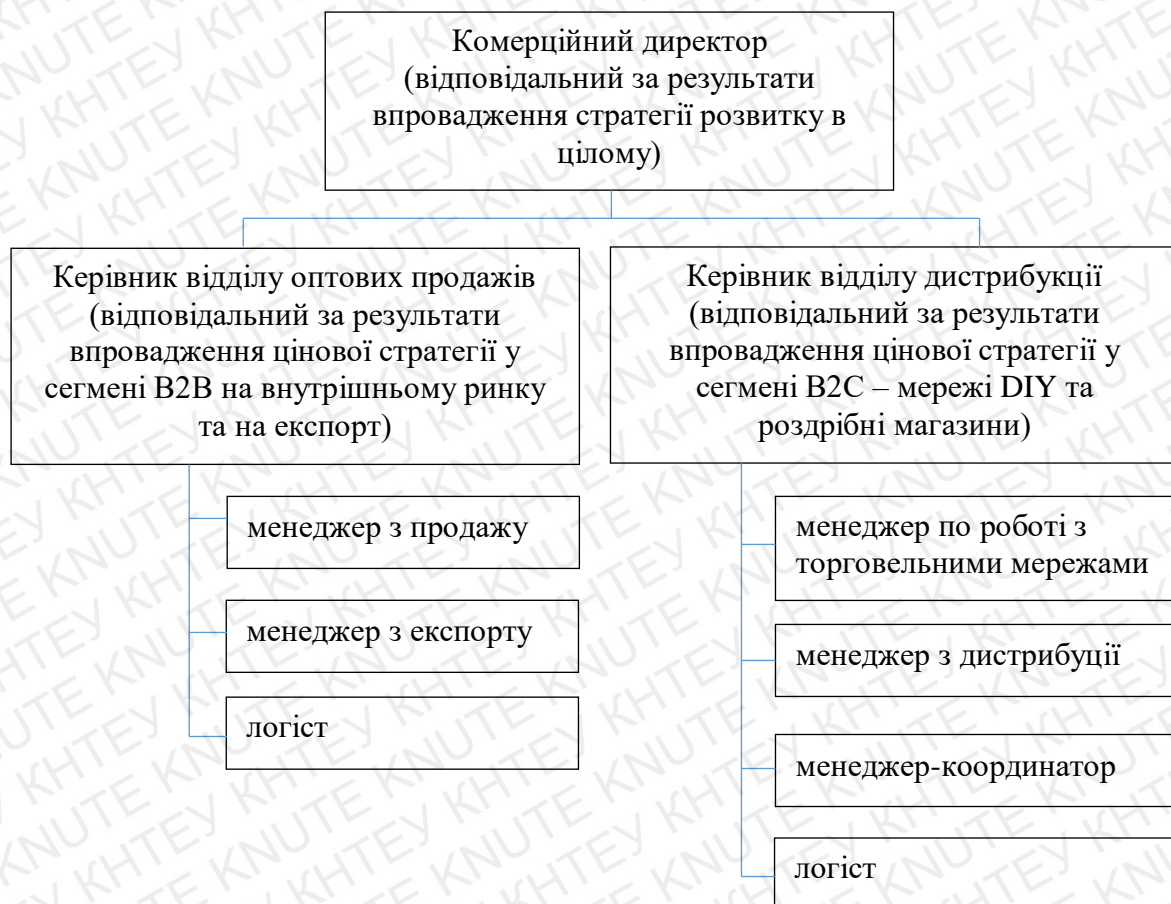 Комерційний директор
(відповідальний за результати
впровадження стратегії розвитку в
цілому)
Керівник відділу оптових продажів
(відповідальний за результати
впровадження цінової стратегії у
сегмені B2B на внутрішньому ринку
та на експорт)
менеджер з продажу
менеджер з експорту
логіст
Керівник відділу дистрибукції
(відповідальний за результати
впровадження цінової стратегії у
сегмені B2C – мережі DIY та
роздрібні магазини)
менеджер по роботі з
торговельними мережами
менеджер з дистрибуції
менеджер-координатор
логіст